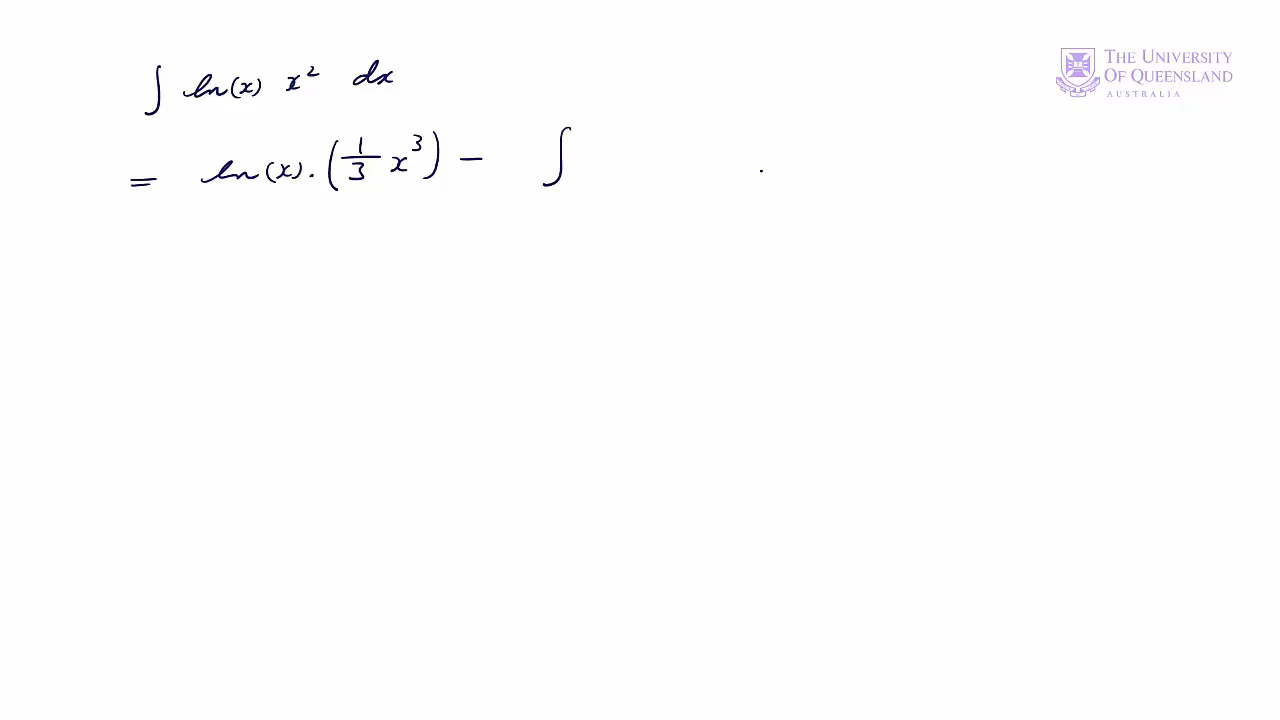 ∫ ln(x) x² dx
= ln(x) · (1/3 x³) − ∫
THE UNIVERSITY
OF QUEENSLAND
AUSTRALIA